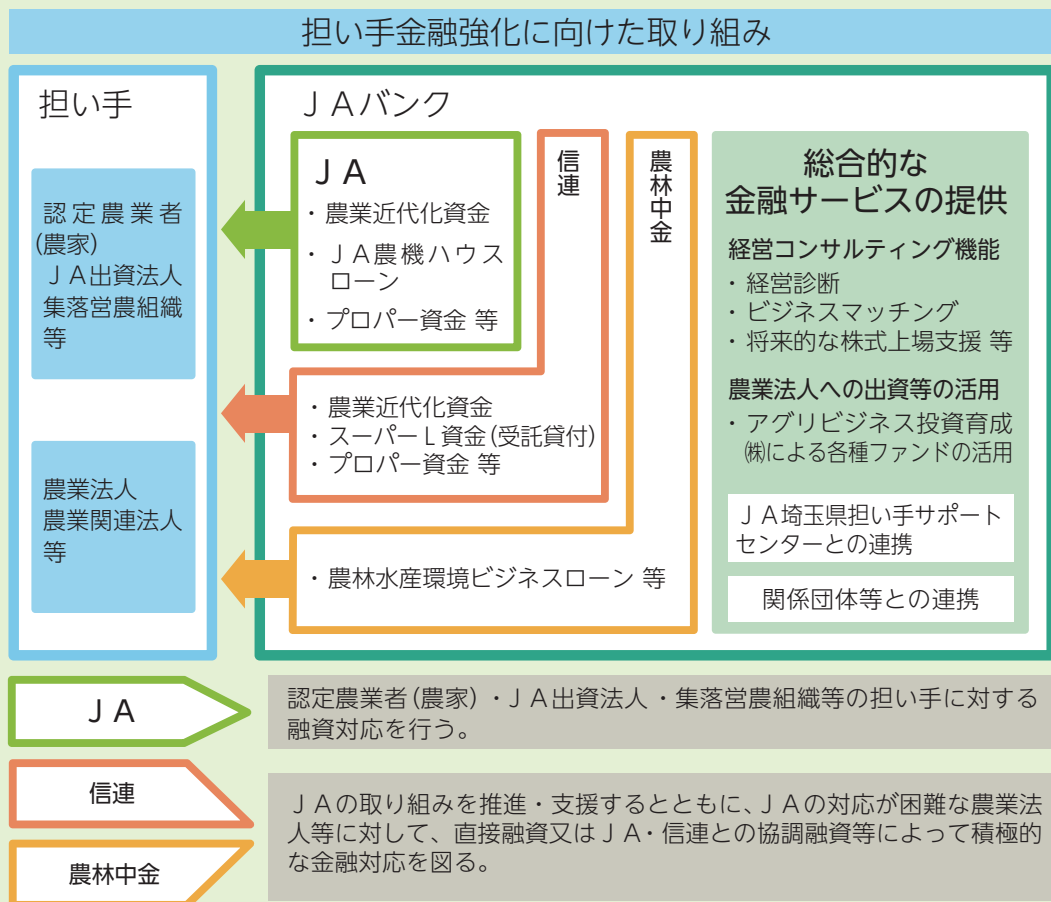 担い手金融強化に向けた取り組み
担い手
認定農業者
(農家)
ＪＡ出資法人
集落営農組織
等
農業法人
農業関連法人
等
ＪＡバンク
ＪＡ
・農業近代化資金
・ＪＡ農機ハウス
ローン
・プロパー資金 等
信連
・農業近代化資金
・スーパーＬ資金(受託貸付)
・プロパー資金 等
農林中金
・農林水産環境ビジネスローン 等
総合的な
金融サービスの提供
経営コンサルティング機能
・経営診断
・ビジネスマッチング
・将来的な株式上場支援 等
農業法人への出資等の活用
・アグリビジネス投資育成
㈱による各種ファンドの活用
ＪＡ埼玉県担い手サポート
センターとの連携
関係団体等との連携
ＪＡ
認定農業者(農家)・ＪＡ出資法人・集落営農組織等の担い手に対する
融資対応を行う。
信連
農林中金
ＪＡの取り組みを推進・支援するとともに、ＪＡの対応が困難な農業法
人等に対して、直接融資又はＪＡ・信連との協調融資等によって積極的
な金融対応を図る。